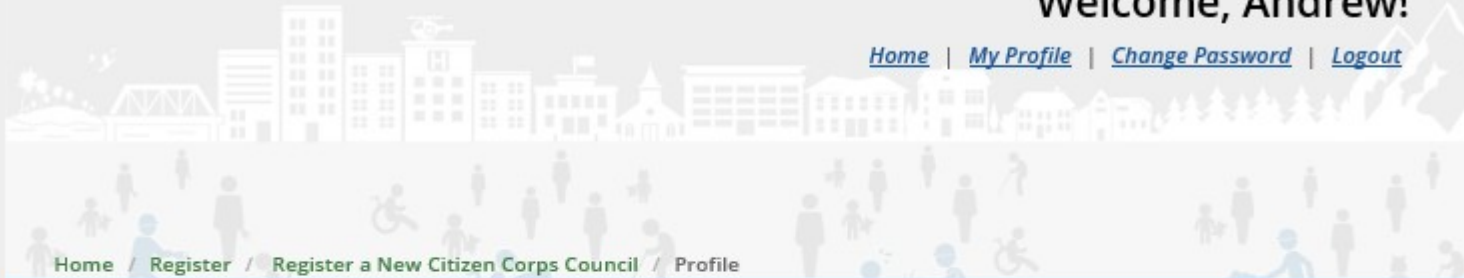 Welcome, Andrew!
Home | My Profile | Change Password | Logout
H
Home / Register / Register a New Citizen Corps Council / Profile